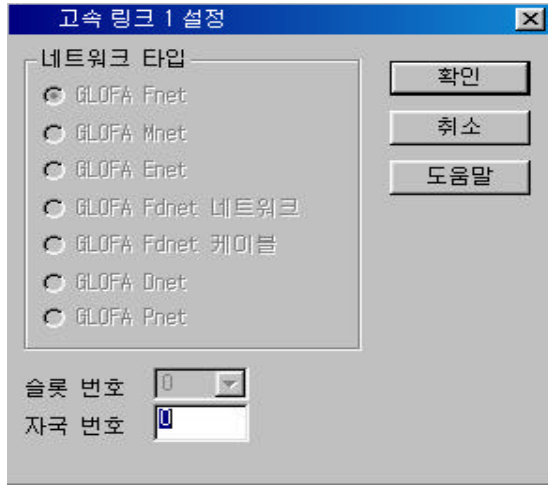 고속 링크 1 설정
네트워크 타입
GLOFA Fnet
GLOFA Mnet
GLOFA Enet
GLOFA Fdnet 네트워크
GLOFA Fdnet 케이블
GLOFA Dnet
GLOFA Pnet
확인
취소
도움말
슬롯 번호 0
자국 번호 0